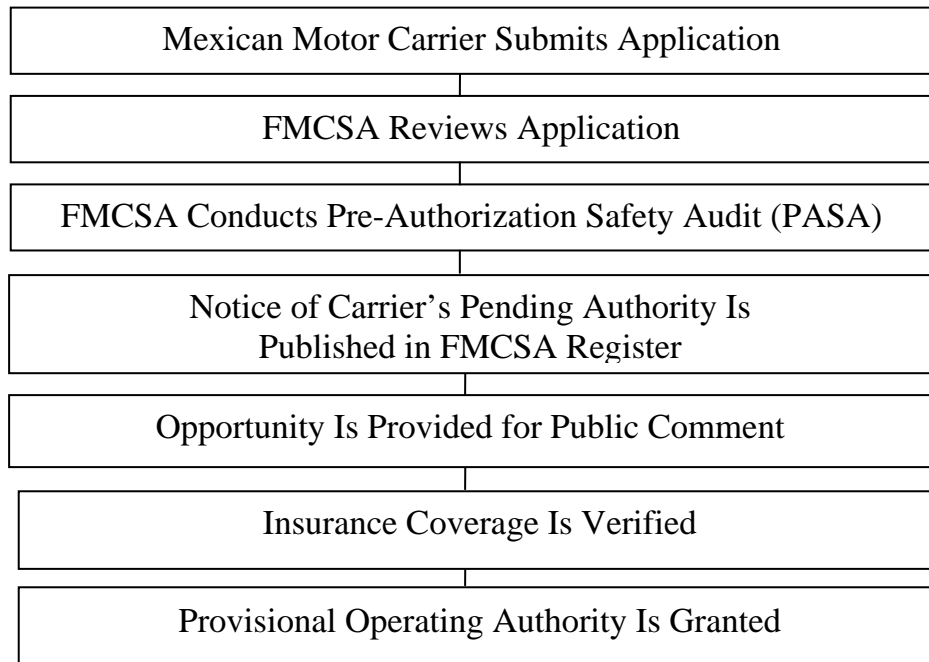 Mexican Motor Carrier Submits Application
FMCSA Reviews Application
FMCSA Conducts Pre-Authorization Safety Audit (PASA)
Notice of Carrier’s Pending Authority Is
Published in FMCSA Register
Opportunity Is Provided for Public Comment
Insurance Coverage Is Verified
Provisional Operating Authority Is Granted